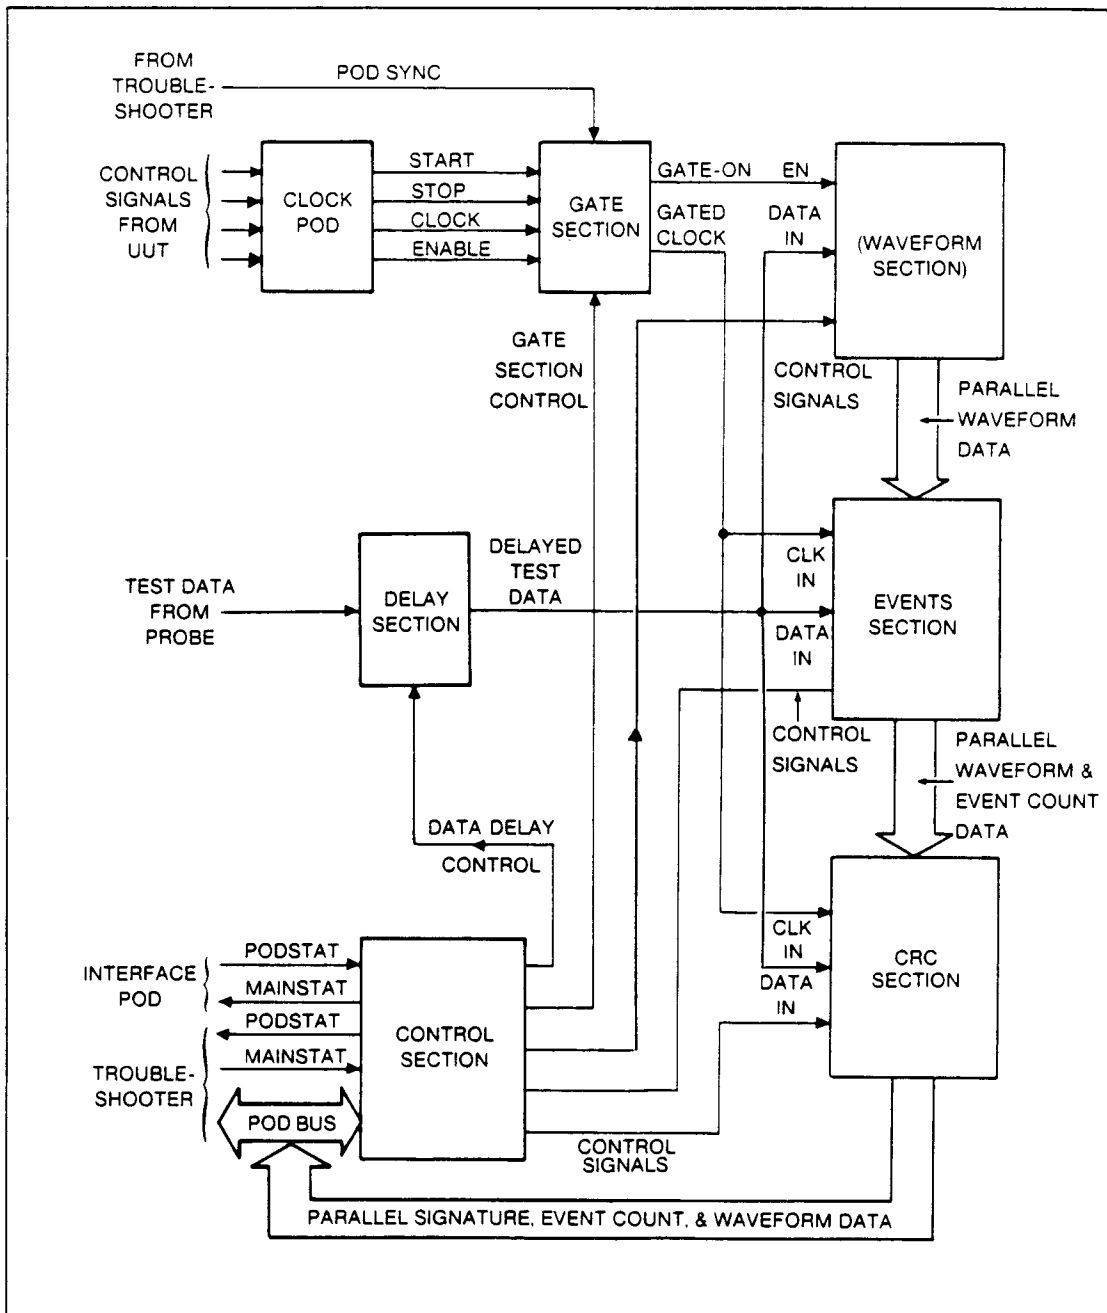 FROM
TROUBLE-
SHOOTER
POD SYNC
CONTROL
SIGNALS
FROM
UUT
CLOCK
POD
START
STOP
CLOCK
ENABLE
GATE
SECTION
GATE-ON
GATED
CLOCK
EN
DATA
IN
(WAVEFORM
SECTION)
GATE
SECTION
CONTROL
CONTROL
SIGNALS
PARALLEL
WAVEFORM
DATA
TEST DATA
FROM
PROBE
DELAY
SECTION
DELAYED
TEST
DATA
CLK
IN
DATA
IN
EVENTS
SECTION
CONTROL
SIGNALS
PARALLEL
WAVEFORM &
EVENT COUNT
DATA
DATA DELAY
CONTROL
INTERFACE
POD
PODSTAT
MAINSTAT
PODSTAT
MAINSTAT
TROUBLE-
SHOOTER
POD BUS
CONTROL
SECTION
CLK
IN
DATA
IN
CRC
SECTION
CONTROL
SIGNALS
PARALLEL SIGNATURE, EVENT COUNT, & WAVEFORM DATA